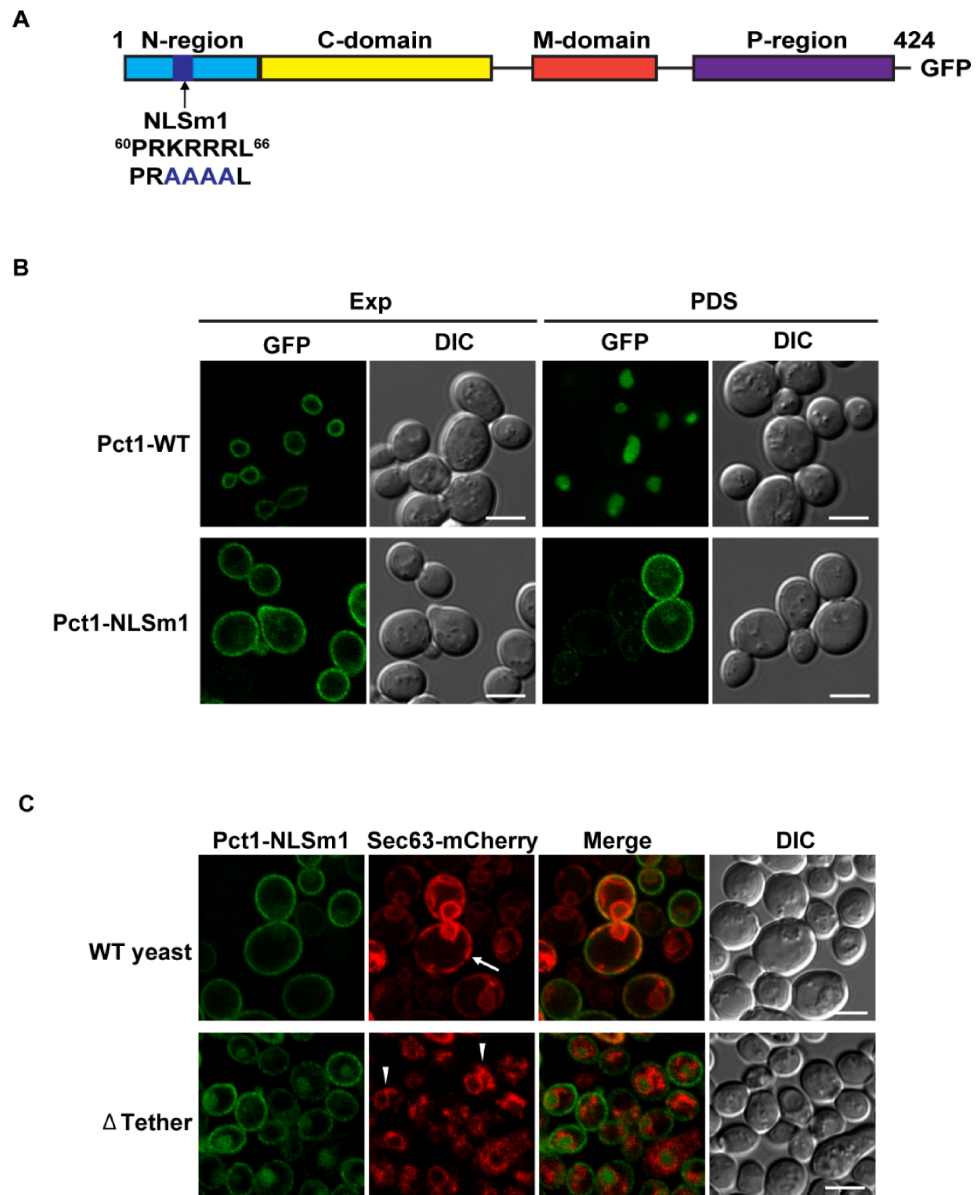 A
1 N-region C-domain M-domain P-region 424
GFP
NLSm1
⁶⁰PRKRRRL⁶⁶
PRAAAAL
B
Exp PDS
GFP DIC GFP DIC
Pct1-WT
Pct1-NLSm1
C
Pct1-NLSm1 Sec63-mCherry Merge DIC
WT yeast
Δ Tether